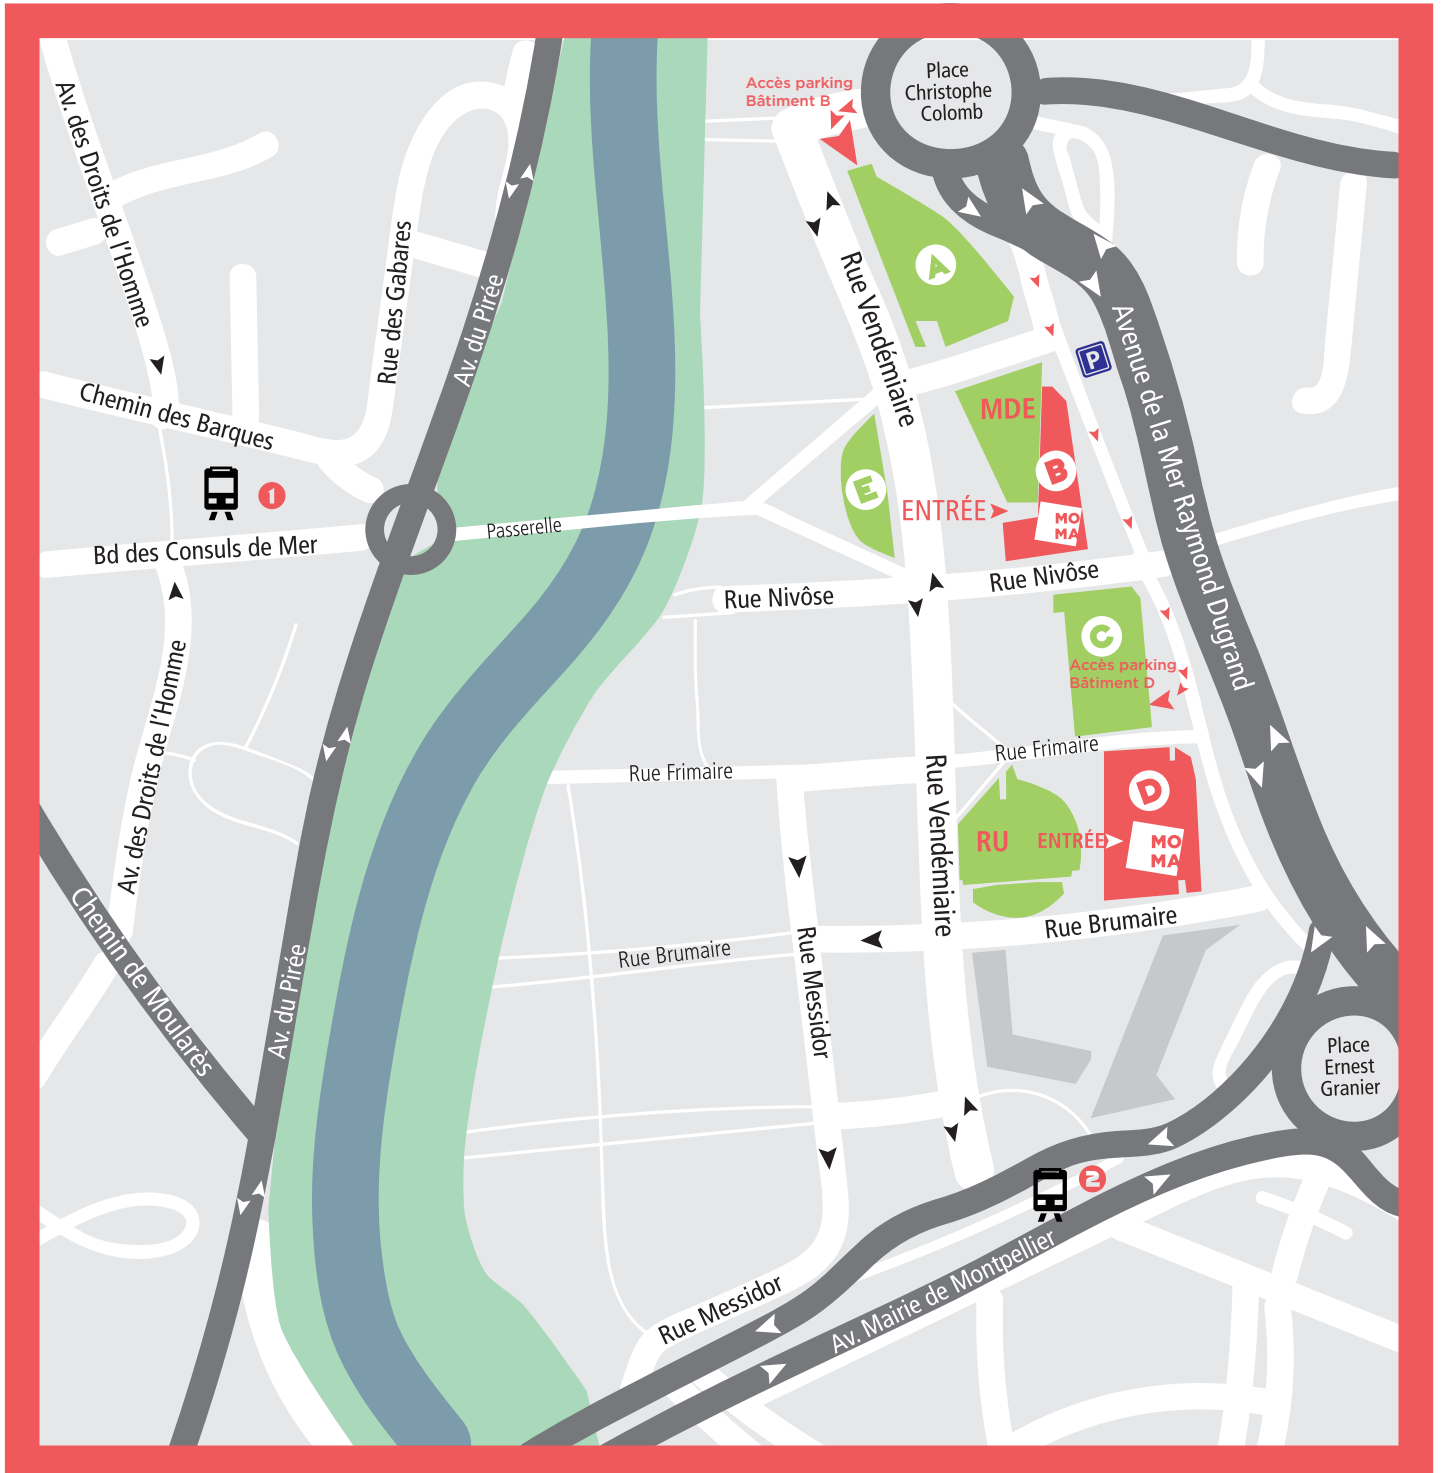 Place
Christophe
Colomb
Accès parking
Bâtiment B
Av. des Droits de l'Homme
Rue des Gabares
Av. du Pirée
A
Rue Vendémiaire
P
Avenue de la Mer Raymond Dugrand
Chemin des Barques
MDE
B
E
ENTRÉE
MO
MA
1
Passerelle
Bd des Consuls de Mer
Rue Nivôse
Rue Nivôse
C
Accès parking
Bâtiment D
Av. des Droits de l'Homme
Rue Frimaire
Rue Frimaire
D
RU
ENTRÉE
MO
MA
Rue Vendémiaire
Rue Brumaire
Rue Brumaire
Rue Messidor
Chemin de Moularès
Av. du Pirée
Place
Ernest
Granier
2
Av. Mairie de Montpellier
Rue Messidor